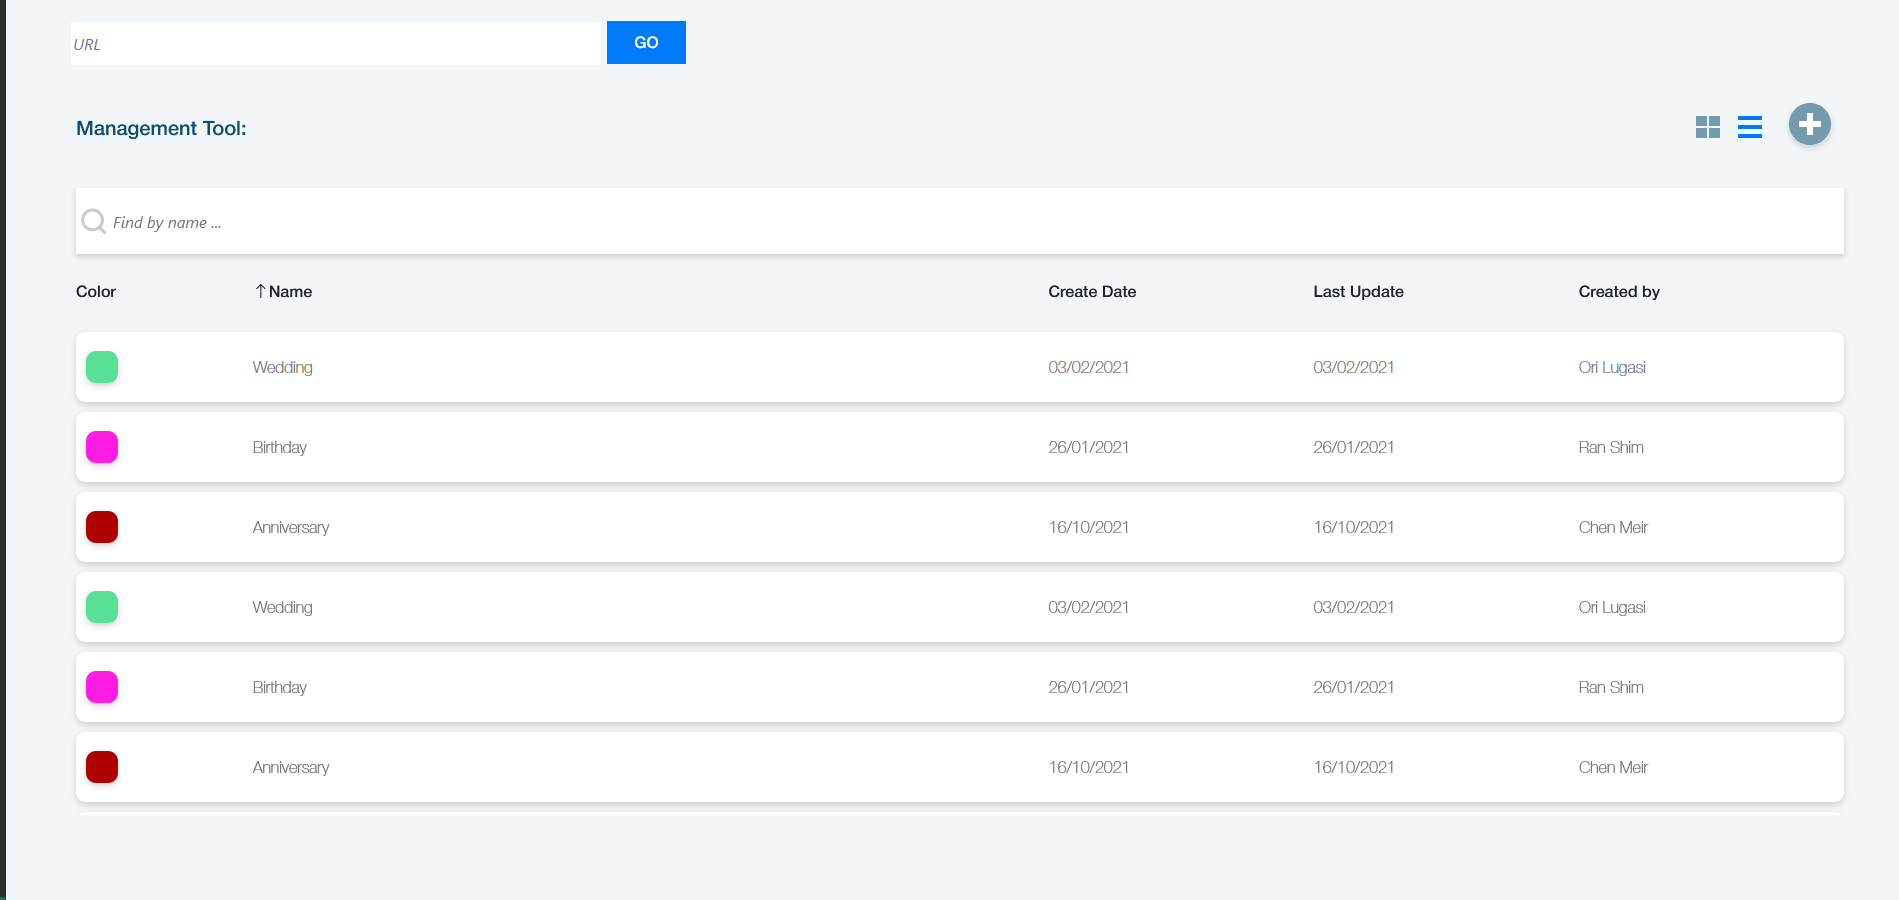 URL GO
Management Tool:
Find by name ...
Color ↑ Name Create Date Last Update Created by
Wedding 03/02/2021 03/02/2021 Ori Lugasi
Birthday 26/01/2021 26/01/2021 Ran Shim
Anniversary 16/10/2021 16/10/2021 Chen Meir
Wedding 03/02/2021 03/02/2021 Ori Lugasi
Birthday 26/01/2021 26/01/2021 Ran Shim
Anniversary 16/10/2021 16/10/2021 Chen Meir